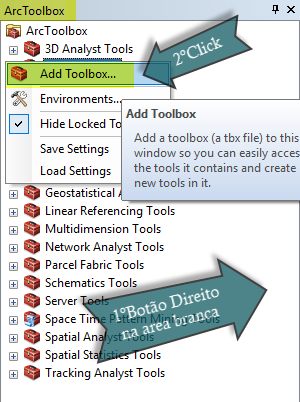 ArcToolbox
ArcToolbox
3D Analyst Tools
2°Click
Add Toolbox...
Environments...
Hide Locked To
Save Settings
Load Settings
Add Toolbox
Add a toolbox (a tbx file) to this
window so you can easily acces
the tools it contains and create
new tools in it.
Geostatistical A
Linear Referencing Tools
Multidimension Tools
Network Analyst Tools
Parcel Fabric Tools
Schematics Tools
Server Tools
Space Time Pattern Mining Tools
Spatial Analyst Tools
Spatial Statistics Tools
Tracking Analyst Tools
1°Botão Direito
na area branca